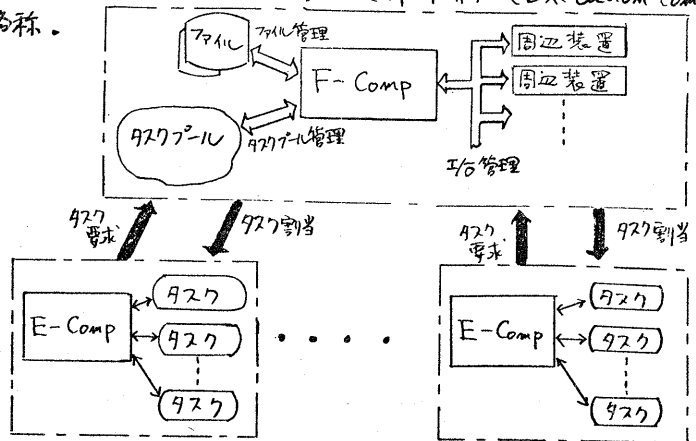 称.
ファイル
ファイル管理
F-Comp
周辺装置
周辺装置
タスクプール
タスクプール管理
I/O管理
タスク
要求
タスク割当
タスク
要求
タスク割当
E-Comp
タスク
タスク
タスク
E-Comp
タスク
タスク
タスク